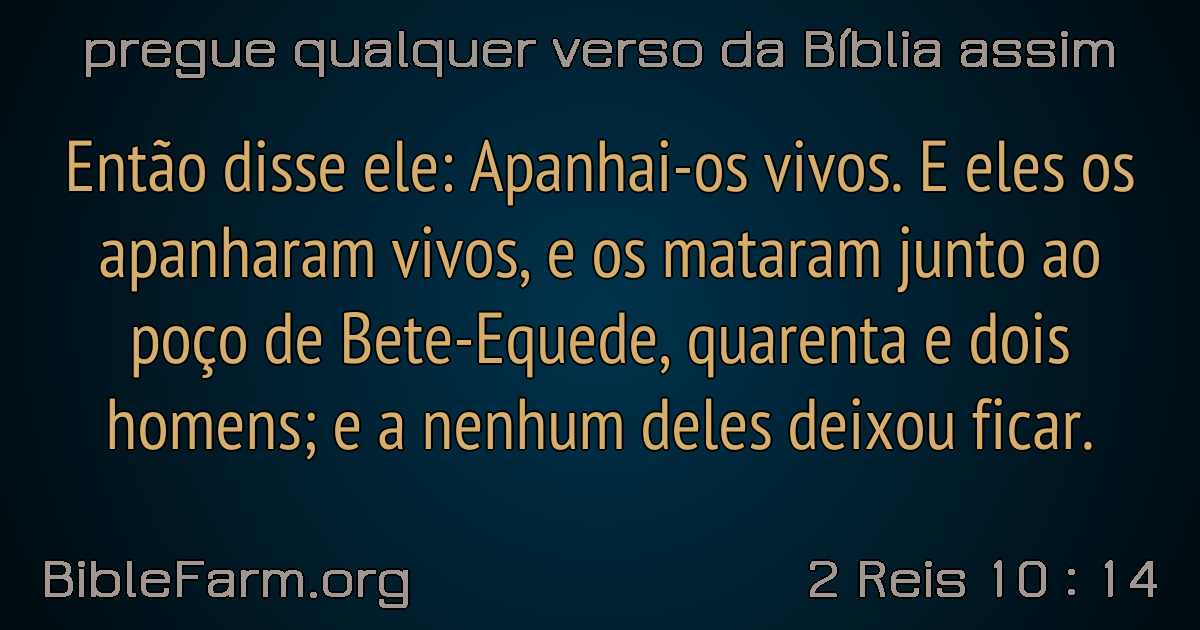 pregue qualquer verso da Bíblia assim
Então disse ele: Apanhai-os vivos. E eles os
apanharam vivos, e os mataram junto ao
poço de Bete-Equede, quarenta e dois
homens; e a nenhum deles deixou ficar.
BibleFarm.org
2 Reis 10 : 14